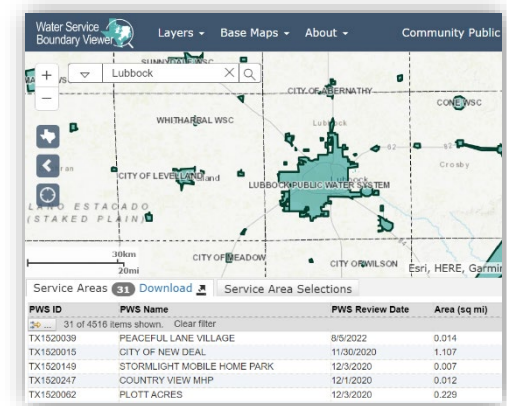 Water Service
Boundary Viewer
Layers
Base Maps
About
Community Public
Lubbock
CITY OF ABERNATHY
CONE WSC
WHITHARRAL WSC
Lubbock
62
82
Crosby
CITY OF LEVELLAND
LUBBOCK PUBLIC WATER SYSTEM
LLANO ESTACADO
(STAKED PLAIN)
84
30km
20mi
CITY OF MEADOW
CITY OF WILSON
Esri, HERE, Garmin
Service Areas 31 Download
Service Area Selections
PWS ID PWS Name PWS Review Date Area (sq mi)
... 31 of 4516 items shown. Clear filter
TX1520039 PEACEFUL LANE VILLAGE 8/5/2022 0.014
TX1520015 CITY OF NEW DEAL 11/30/2020 1.107
TX1520149 STORMLIGHT MOBILE HOME PARK 12/3/2020 0.007
TX1520247 COUNTRY VIEW MHP 12/1/2020 0.012
TX1520062 PLOTT ACRES 12/3/2020 0.229